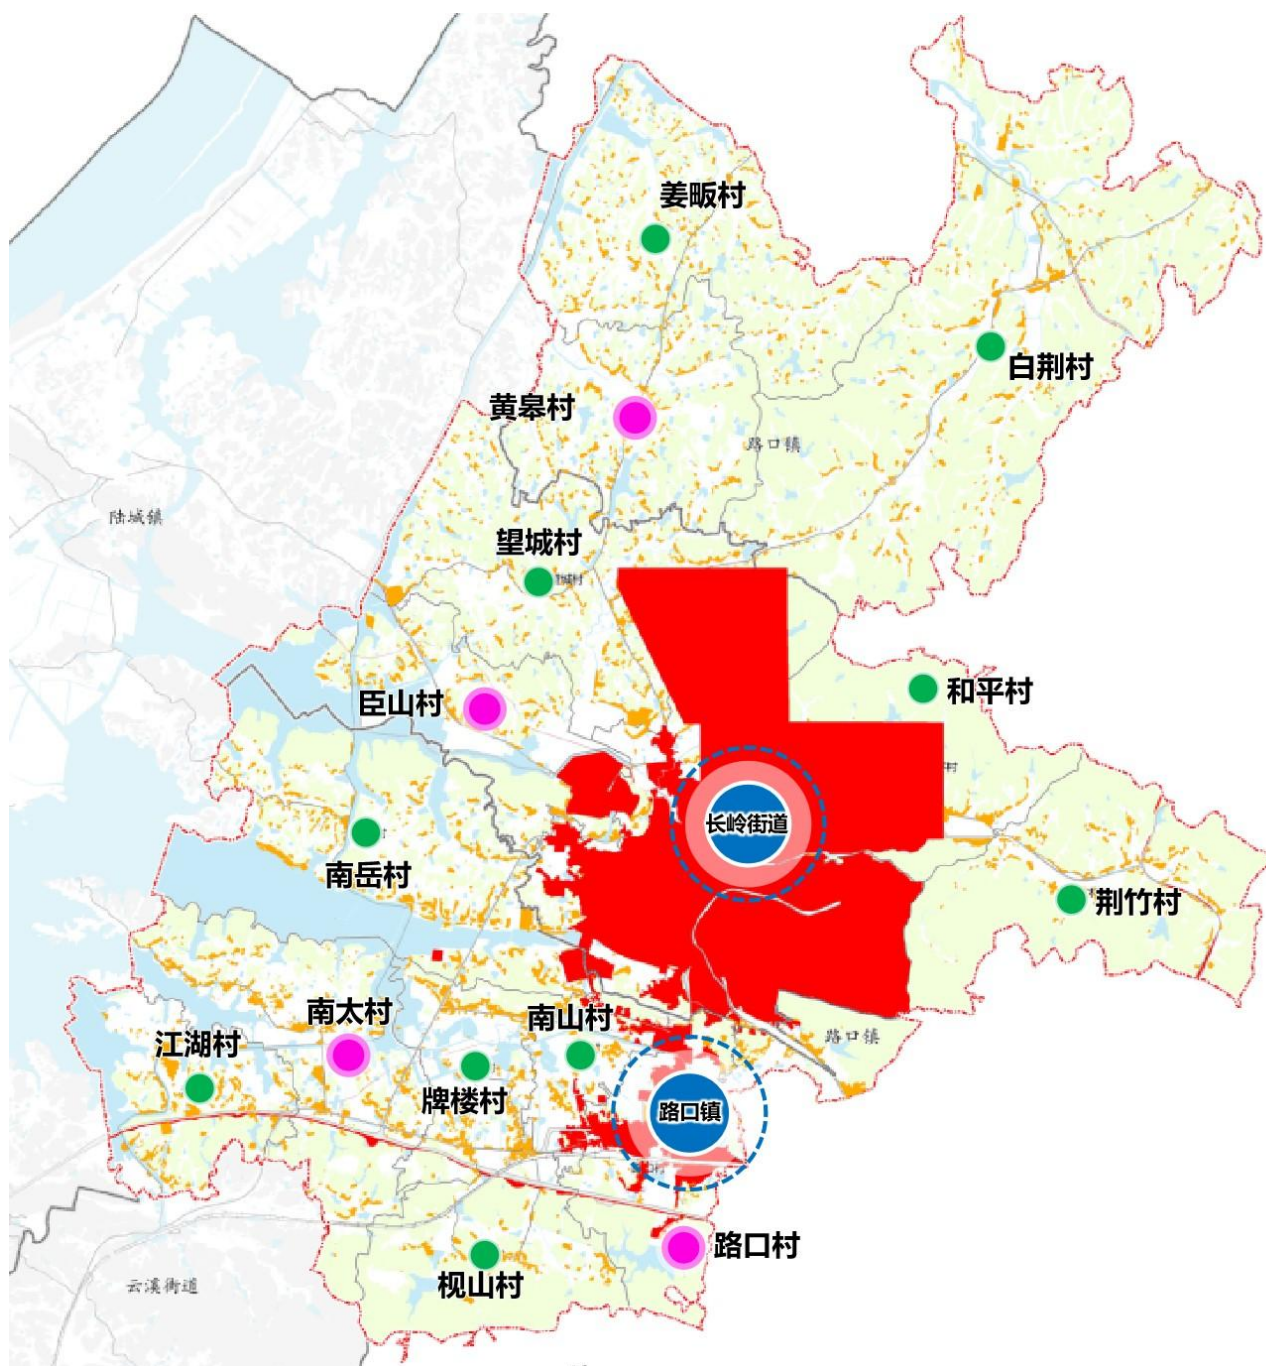 姜畈村
白荆村
黄皋村
路口镇
陆城镇
望城村
和平村
臣山村
长岭街道
南岳村
荆竹村
南太村
南山村
江湖村
路口镇
牌楼村
路口镇
路口村
枧山村
云溪街道